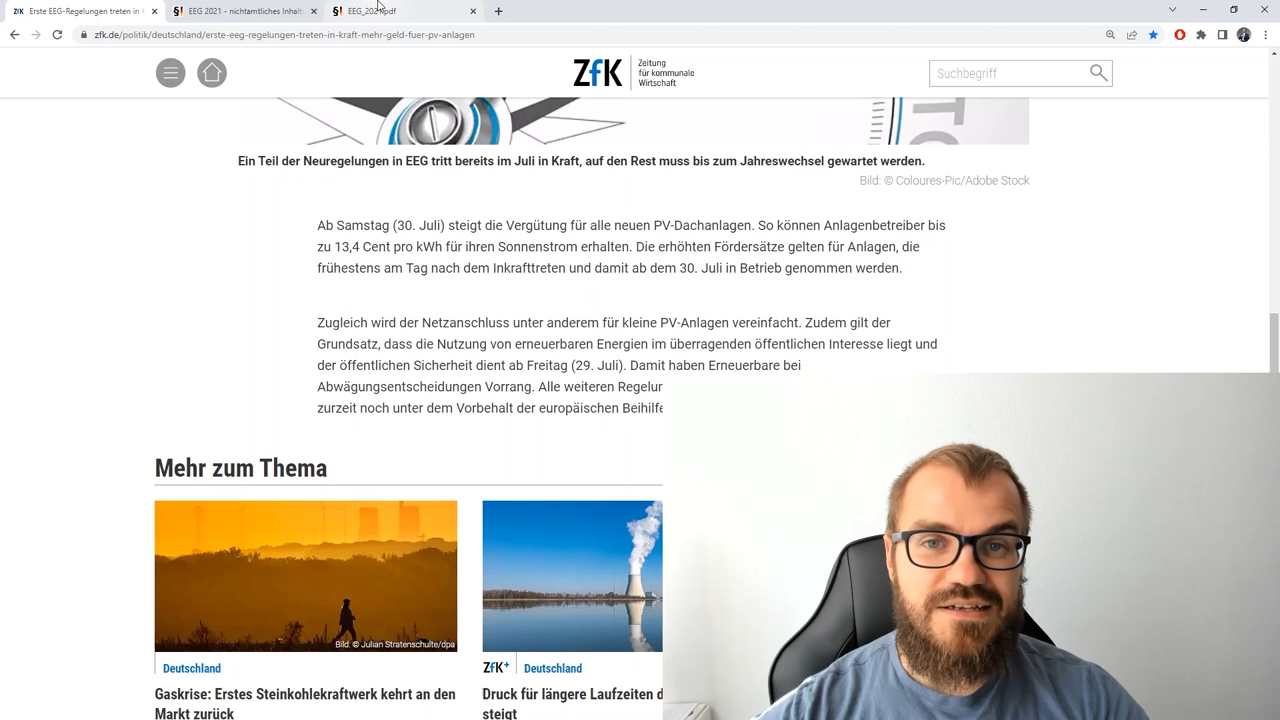 Erste EEG-Regelungen treten in
EEG 2021 - nichtamtliches Inhalts
zfk.de/politik/deutschland/erste-eeg-regelungen-treten-in-kraft-mehr-geld-fuer-pv-anlagen
ZfK
Zeitung
für kommunale
Wirtschaft
Suchbegriff
Ein Teil der Neuregelungen in EEG tritt bereits im Juli in Kraft, auf den Rest muss bis zum Jahreswechsel gewartet werden.
Bild: © Coloures-Pic/Adobe Stock
Ab Samstag (30. Juli) steigt die Vergütung für alle neuen PV-Dachanlagen. So können Anlagenbetreiber bis
zu 13,4 Cent pro kWh für ihren Sonnenstrom erhalten. Die erhöhten Fördersätze gelten für Anlagen, die
frühestens am Tag nach dem Inkrafttreten und damit ab dem 30. Juli in Betrieb genommen werden.
Zugleich wird der Netzanschluss unter anderem für kleine PV-Anlagen vereinfacht. Zudem gilt der
Grundsatz, dass die Nutzung von erneuerbaren Energien im überragenden öffentlichen Interesse liegt und
der öffentlichen Sicherheit dient ab Freitag (29. Juli). Damit haben Erneuerbare bei
Abwägungsentscheidungen Vorrang. Alle weiteren Regelur
zurzeit noch unter dem Vorbehalt der europäischen Beihilfe
Mehr zum Thema
Bild: © Julian Stratenschulte/dpa
Deutschland
Gaskrise: Erstes Steinkohlekraftwerk kehrt an den
Markt zurück
ZfK+
Deutschland
Druck für längere Laufzeiten d
steigt